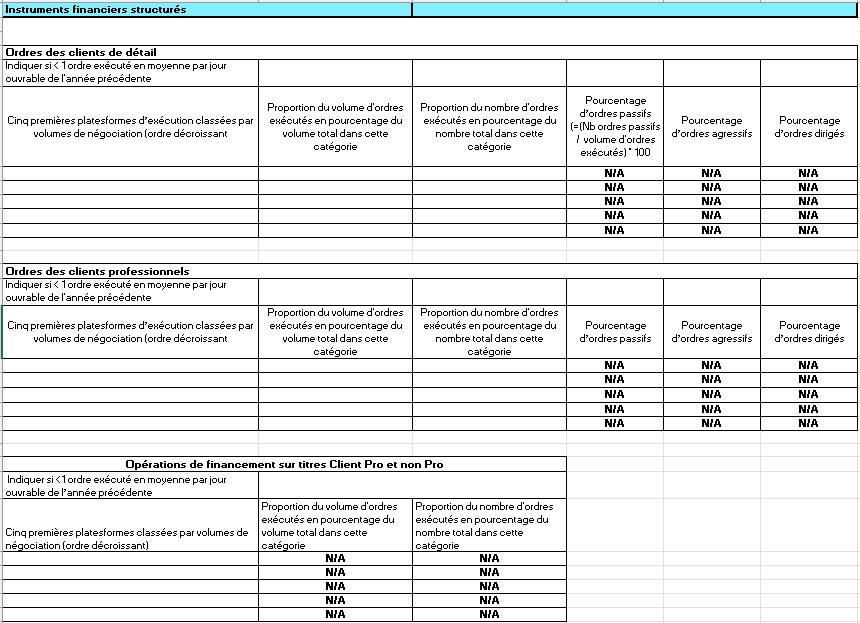 Instruments financiers structurés
Ordres des clients de détail
Indiquer si < 1 ordre exécuté en moyenne par jour
ouvrable de l'année précédente
Cinq premières platesformes d'exécution classées par
volumes de négociation (ordre décroissant
Proportion du volume d'ordres
exécutés en pourcentage du
volume total dans cette
catégorie
Proportion du nombre d'ordres
exécutés en pourcentage du
nombre total dans cette
catégorie
Pourcentage
d'ordres passifs
(=(Nb ordres passifs
/ volume d'ordres
exécutés) * 100
Pourcentage
d'ordres agressifs
Pourcentage
d'ordres dirigés
N/A N/A N/A
N/A N/A N/A
N/A N/A N/A
N/A N/A N/A
N/A N/A N/A
Ordres des clients professionnels
Indiquer si < 1 ordre exécuté en moyenne par jour
ouvrable de l'année précédente
Cinq premières platesformes d'exécution classées par
volumes de négociation (ordre décroissant
Proportion du volume d'ordres
exécutés en pourcentage du
volume total dans cette
catégorie
Proportion du nombre d'ordres
exécutés en pourcentage du
nombre total dans cette
catégorie
Pourcentage
d'ordres passifs
Pourcentage
d'ordres agressifs
Pourcentage
d'ordres dirigés
N/A N/A N/A
N/A N/A N/A
N/A N/A N/A
N/A N/A N/A
N/A N/A N/A
Opérations de financement sur titres Client Pro et non Pro
Indiquer si < 1 ordre exécuté en moyenne par jour
ouvrable de l'année précédente
Cinq premières platesformes classées par volumes de
négociation (ordre décroissant)
Proportion du volume d'ordres
exécutés en pourcentage du
volume total dans cette
catégorie
Proportion du nombre d'ordres
exécutés en pourcentage du
nombre total dans cette
catégorie
N/A N/A
N/A N/A
N/A N/A
N/A N/A
N/A N/A